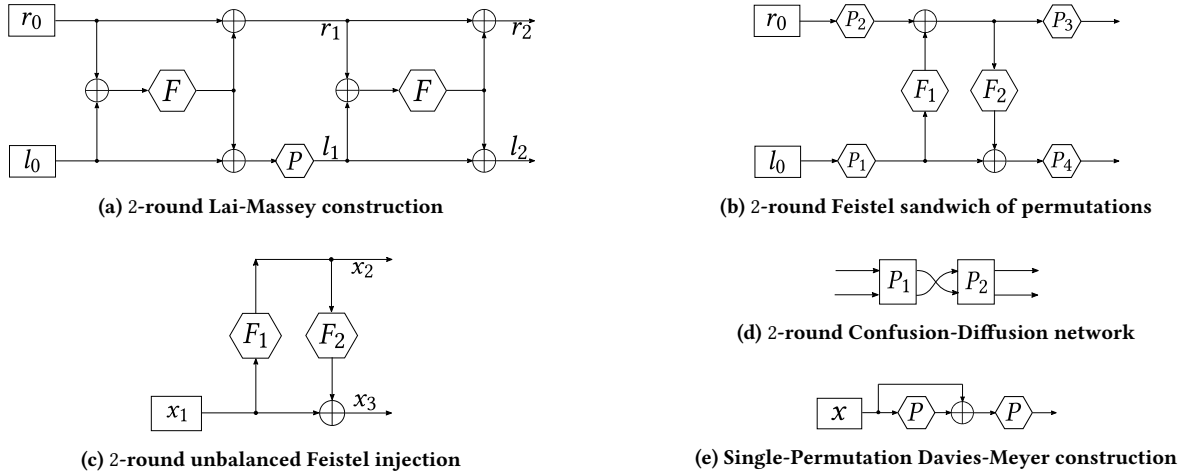 r₀ r₁ r₂
F F
l₀ P l₁ l₂
(a) 2-round Lai-Massey construction
r₀ P₂ P₃
F₁ F₂
l₀ P₁ P₄
(b) 2-round Feistel sandwich of permutations
x₂
F₁ F₂
x₁ x₃
(c) 2-round unbalanced Feistel injection
P₁ P₂
(d) 2-round Confusion-Diffusion network
x P P
(e) Single-Permutation Davies-Meyer construction